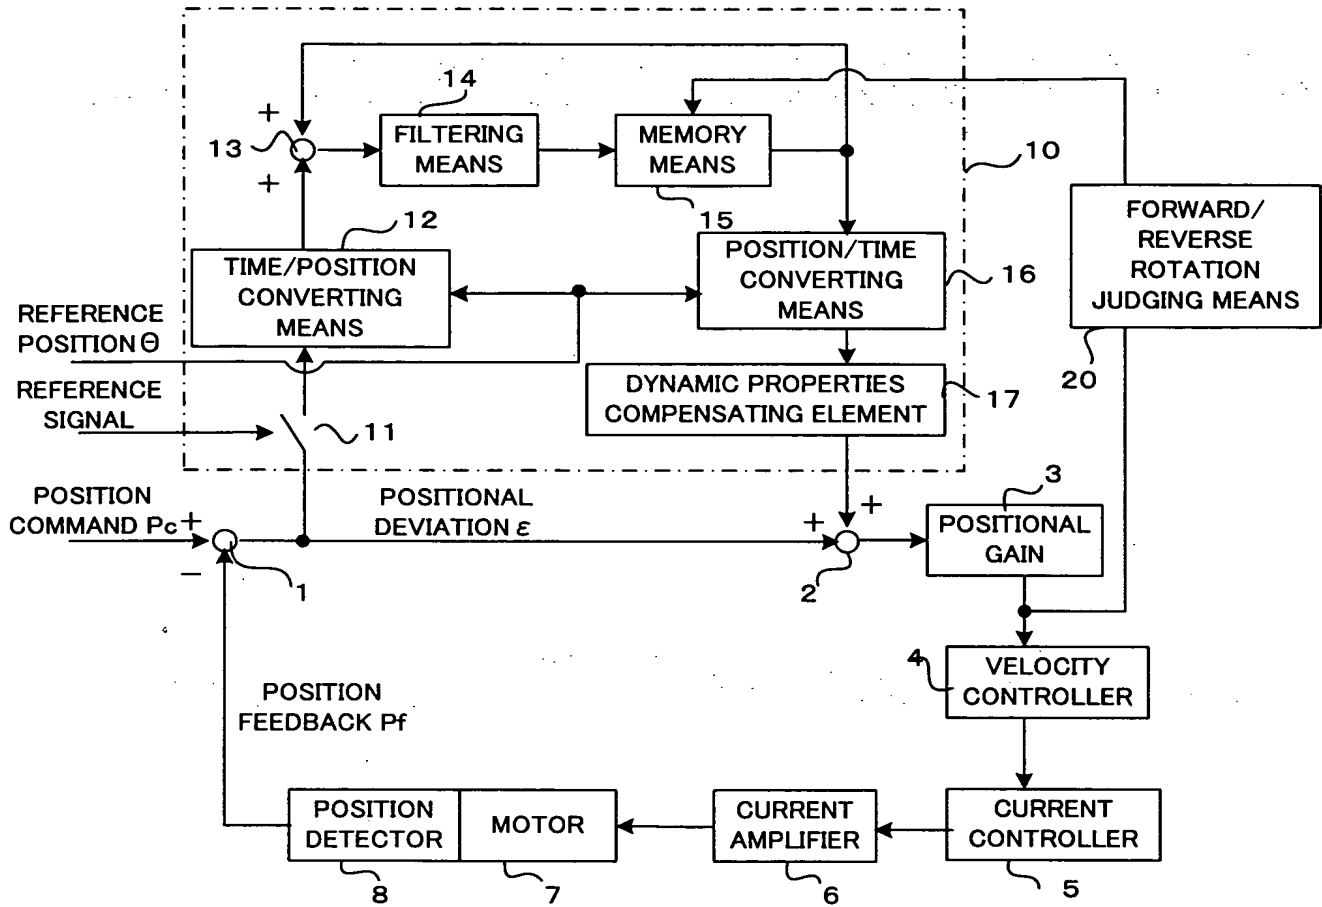 14
+
FILTERING
MEANS
MEMORY
MEANS
13
+
10
15
12
TIME/POSITION
CONVERTING
MEANS
POSITION/TIME
CONVERTING
MEANS
16
FORWARD/
REVERSE
ROTATION
JUDGING MEANS
20
REFERENCE
POSITION Θ
REFERENCE
SIGNAL
11
DYNAMIC PROPERTIES
COMPENSATING ELEMENT
17
POSITION
COMMAND Pc
+
−
1
POSITIONAL
DEVIATION ε
+
+
2
3
POSITIONAL
GAIN
4
VELOCITY
CONTROLLER
POSITION
FEEDBACK Pf
POSITION
DETECTOR
MOTOR
CURRENT
AMPLIFIER
CURRENT
CONTROLLER
8
7
6
5